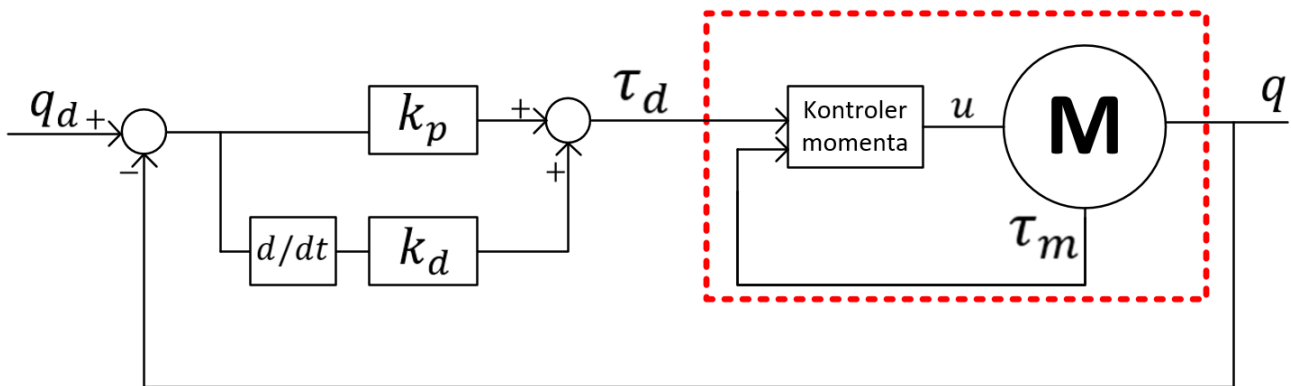 q_d + −
k_p
d/dt
k_d
+ +
τ_d
Kontroler
momenta
u
M
τ_m
q